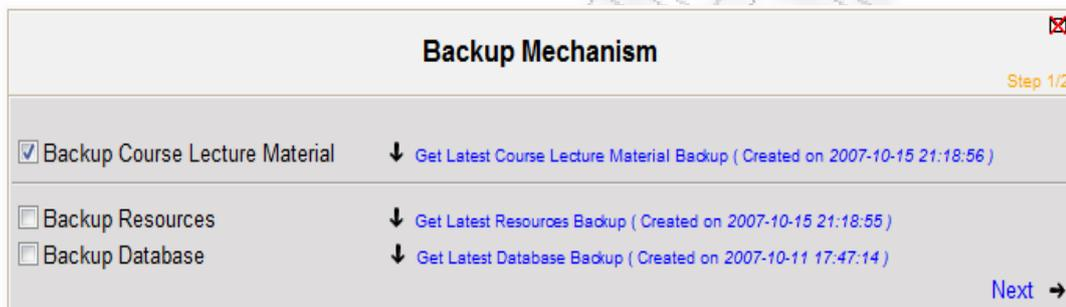 Backup Mechanism
Step 1/2
Backup Course Lecture Material Get Latest Course Lecture Material Backup ( Created on 2007-10-15 21:18:56 )
Backup Resources Get Latest Resources Backup ( Created on 2007-10-15 21:18:55 )
Backup Database Get Latest Database Backup ( Created on 2007-10-11 17:47:14 )
Next